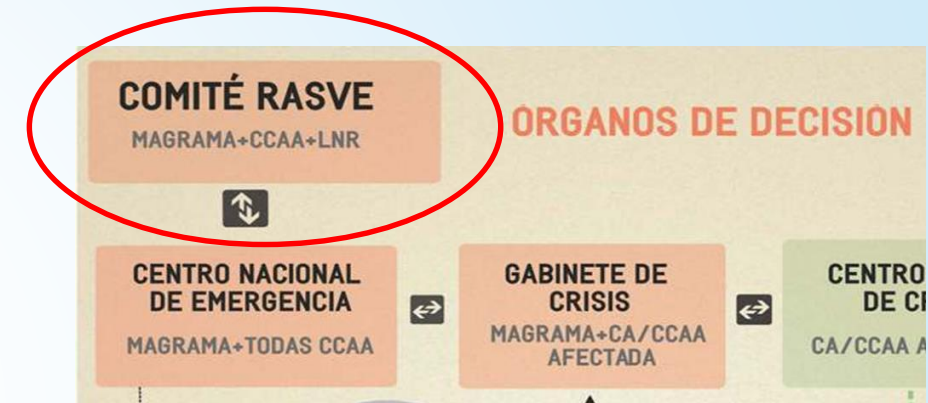 COMITÉ RASVE
MAGRAMA+CCAA+LNR
ÓRGANOS DE DECISIÓN
CENTRO NACIONAL
DE EMERGENCIA
MAGRAMA+TODAS CCAA
GABINETE DE
CRISIS
MAGRAMA+CA/CCAA
AFECTADA
CENTRO
DE
CA/CCAA